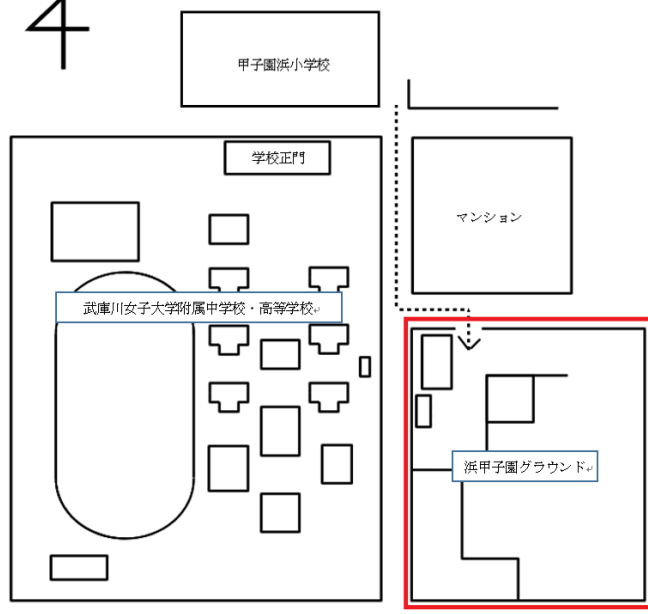 甲子園浜小学校
学校正門
マンション
武庫川女子大学附属中学校・高等学校
浜甲子園グラウンド